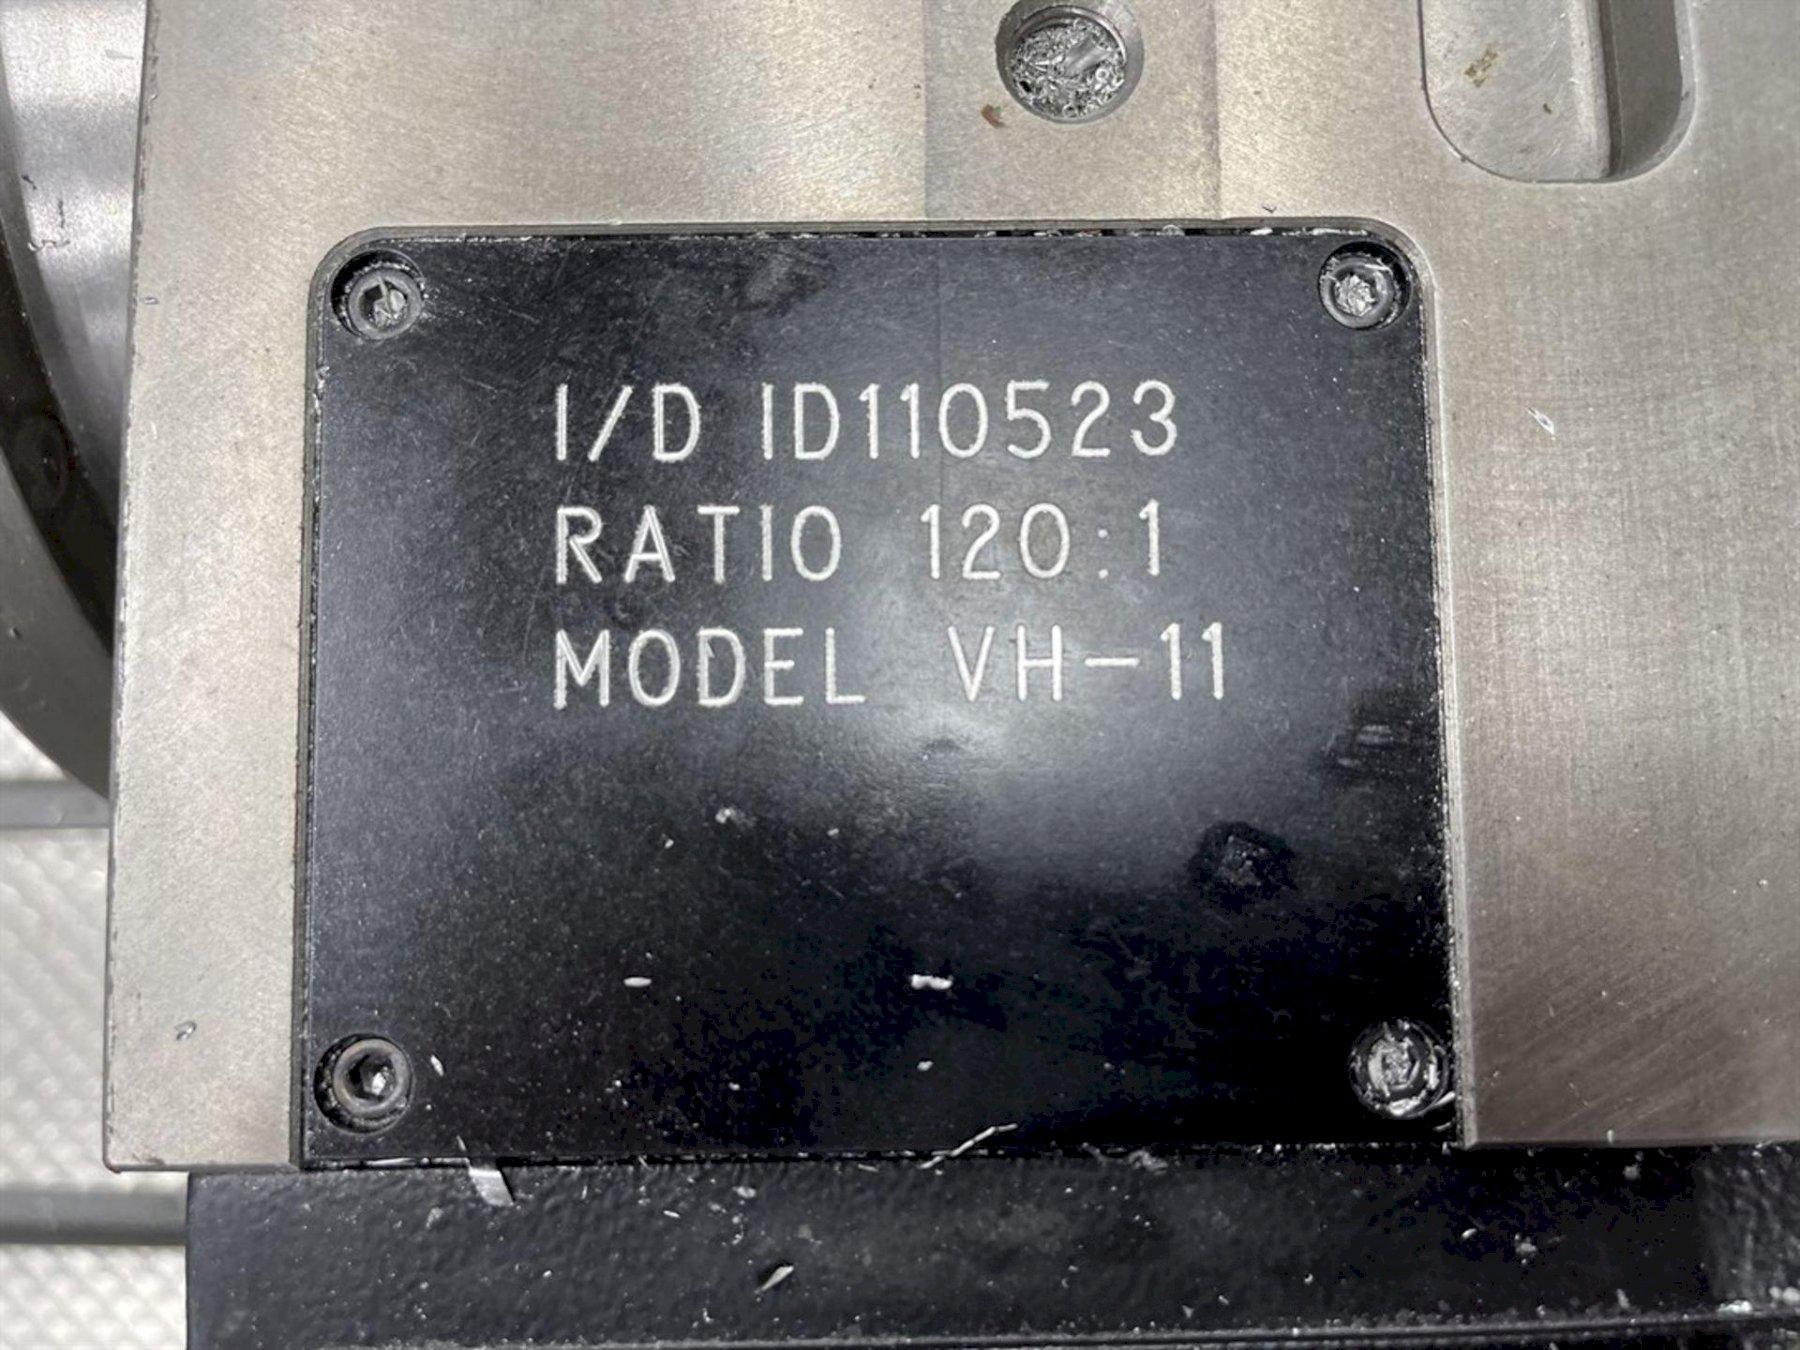 I/D ID110523
RATIO 120:1
MODEL VH-11